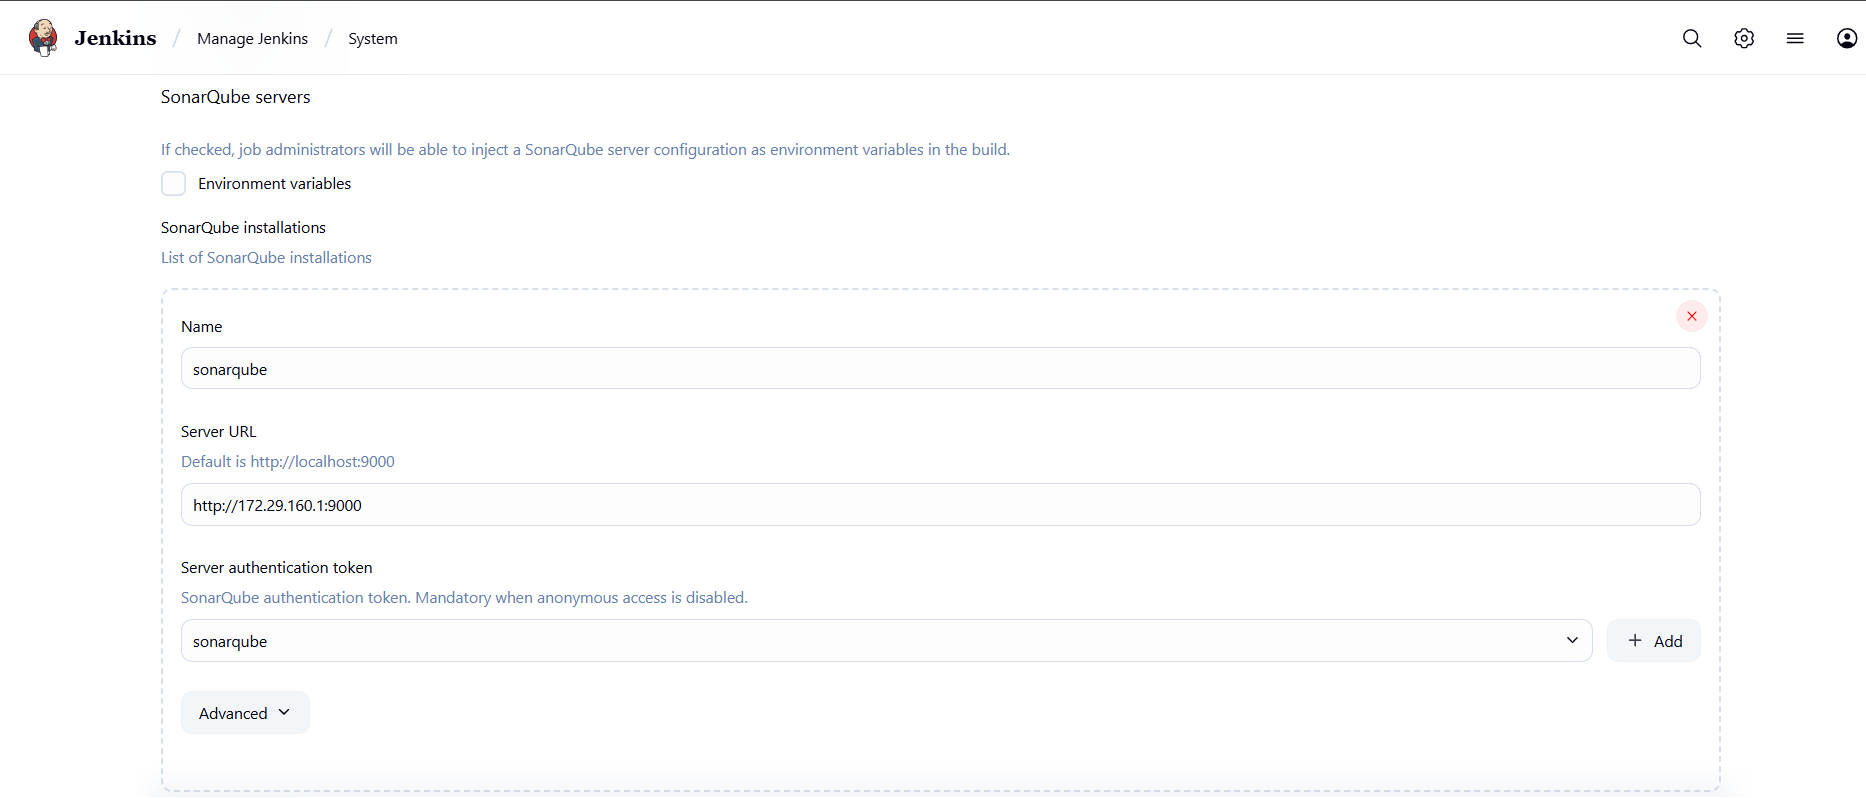 Jenkins / Manage Jenkins / System
SonarQube servers
If checked, job administrators will be able to inject a SonarQube server configuration as environment variables in the build.
Environment variables
SonarQube installations
List of SonarQube installations
Name
sonarqube
Server URL
Default is http://localhost:9000
http://172.29.160.1:9000
Server authentication token
SonarQube authentication token. Mandatory when anonymous access is disabled.
sonarqube
+ Add
Advanced